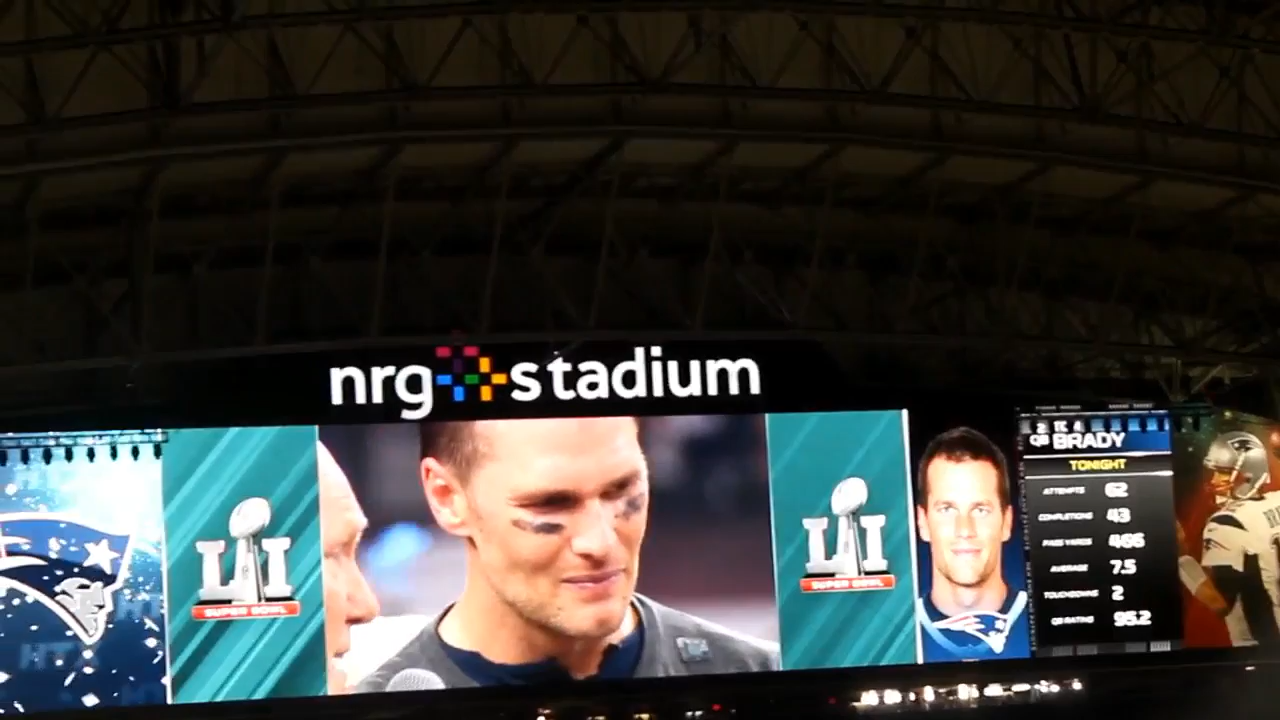 nrg stadium
LI
SUPER BOWL
LI
SUPER BOWL
QB BRADY
TONIGHT
ATTEMPTS 62
COMPLETIONS 43
PASS YARDS 466
AVERAGE 7.5
TOUCHDOWNS 2
QB RATING 95.2
HTX